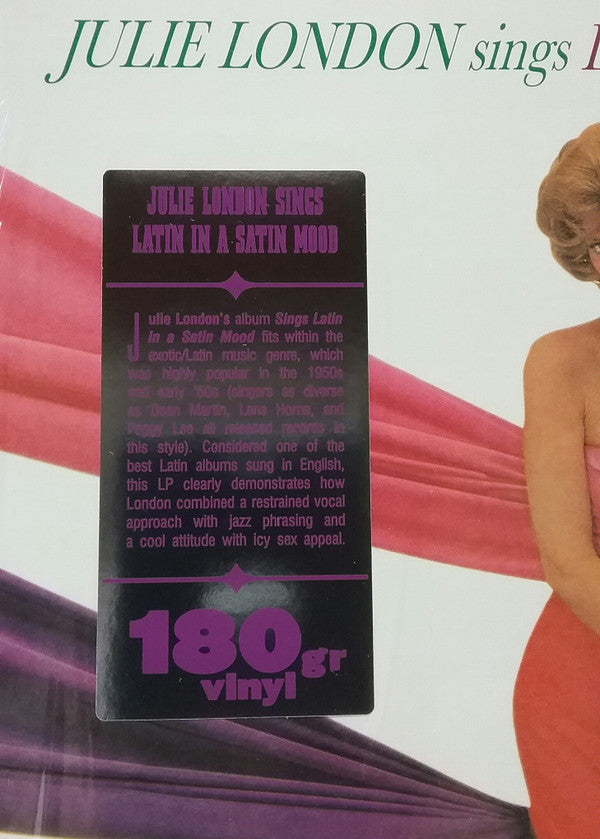 JULIE LONDON sings
JULIE LONDON SINGS
LATIN IN A SATIN MOOD
Julie London's album Sings Latin
in a Satin Mood fits within the
exotic/Latin music genre, which
was highly popular in the 1950s
and early '60s (singers as diverse
as Dean Martin, Lena Horne, and
Peggy Lee all released records in
this style). Considered one of the
best Latin albums sung in English,
this LP clearly demonstrates how
London combined a restrained vocal
approach with jazz phrasing and
a cool attitude with icy sex appeal.
180gr
vinyl